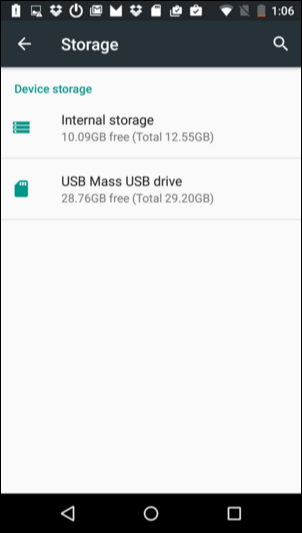 1:06
Storage
Device storage
Internal storage
10.09GB free (Total 12.55GB)
USB Mass USB drive
28.76GB free (Total 29.20GB)